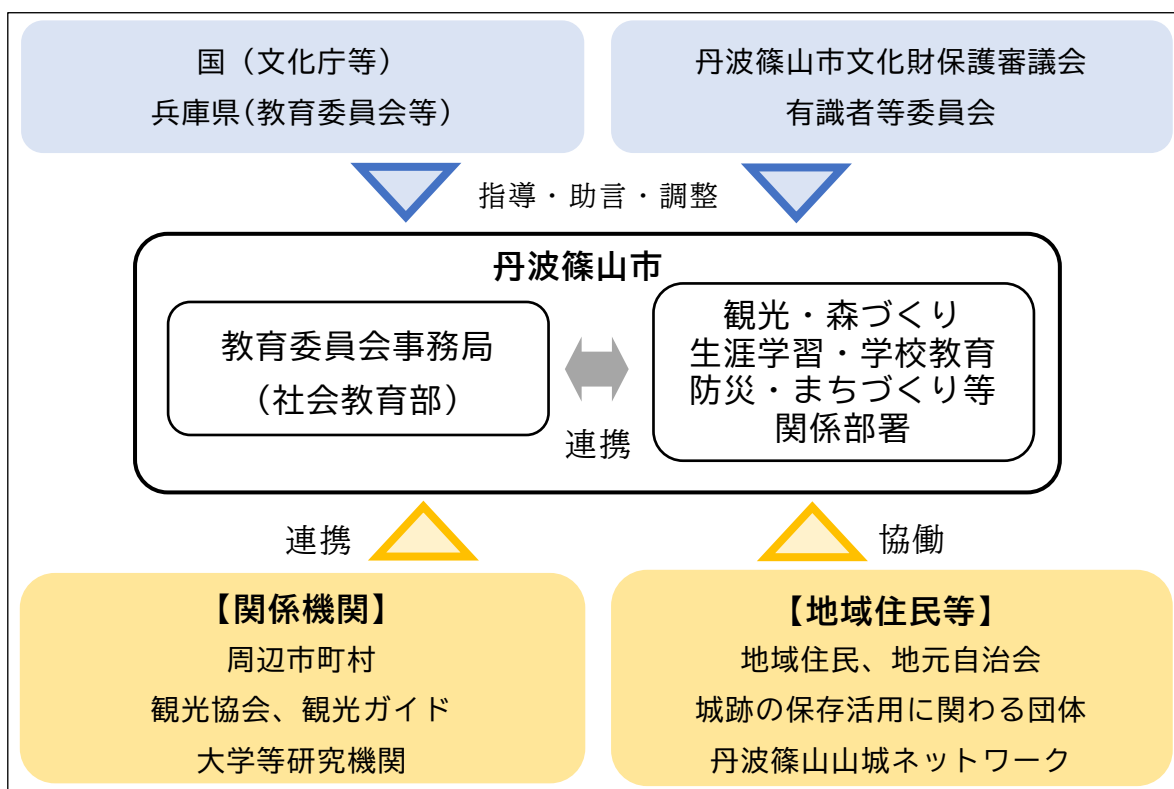 国（文化庁等）
兵庫県（教育委員会等）
丹波篠山市文化財保護審議会
有識者等委員会
指導・助言・調整
丹波篠山市
教育委員会事務局
（社会教育部）
連携
観光・森づくり
生涯学習・学校教育
防災・まちづくり等
関係部署
連携
協働
【関係機関】
周辺市町村
観光協会、観光ガイド
大学等研究機関
【地域住民等】
地域住民、地元自治会
城跡の保存活用に関わる団体
丹波篠山山城ネットワーク